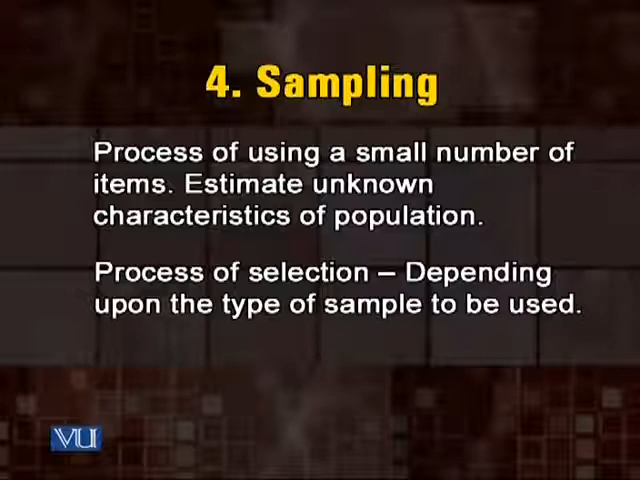 4. Sampling
Process of using a small number of
items. Estimate unknown
characteristics of population.
Process of selection – Depending
upon the type of sample to be used.
VU